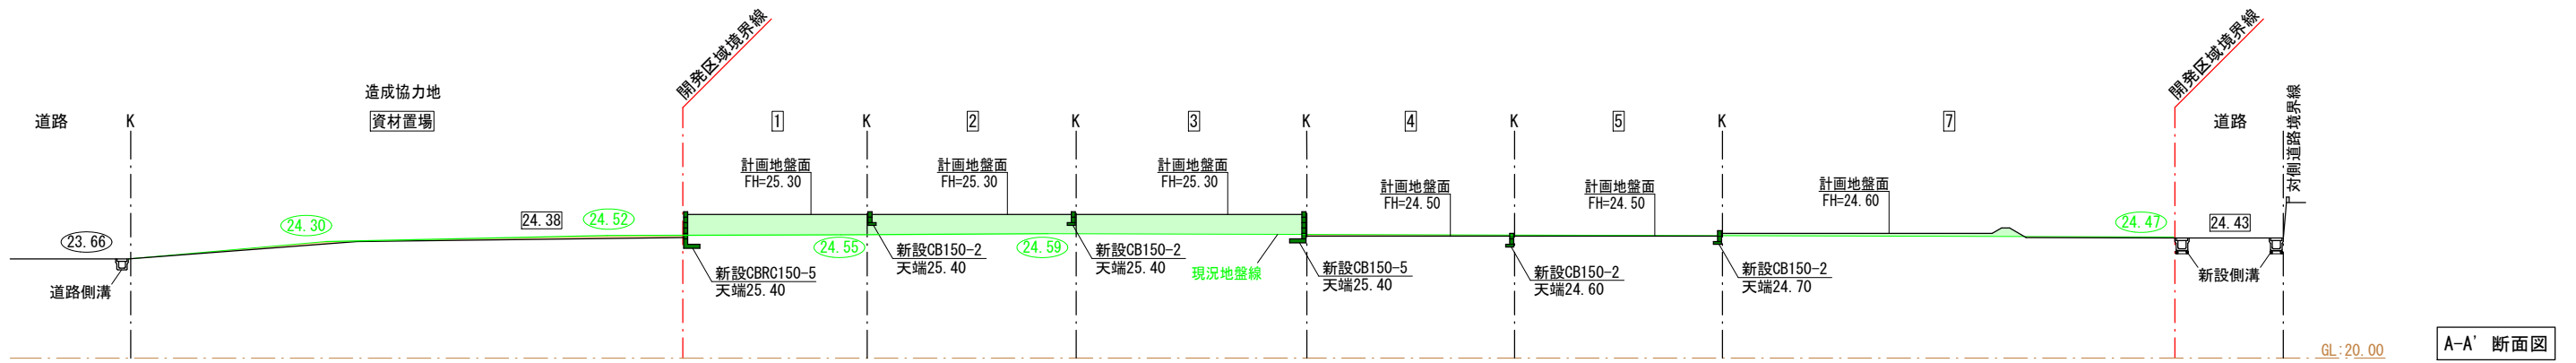 開発区域境界線
開発区域境界線
対側道路境界線
造成協力地
道路
K
資材置場
1
K
2
K
3
K
4
K
5
K
7
道路
計画地盤面
FH=25.30
計画地盤面
FH=25.30
計画地盤面
FH=25.30
計画地盤面
FH=24.50
計画地盤面
FH=24.50
計画地盤面
FH=24.60
23.66
24.30
24.38
24.52
24.55
24.59
24.47
24.43
道路側溝
新設CBRC150-5
天端25.40
新設CB150-2
天端25.40
新設CB150-2
天端25.40
現況地盤線
新設CB150-5
天端25.40
新設CB150-2
天端24.60
新設CB150-2
天端24.70
新設側溝
GL:20.00
A-A' 断面図